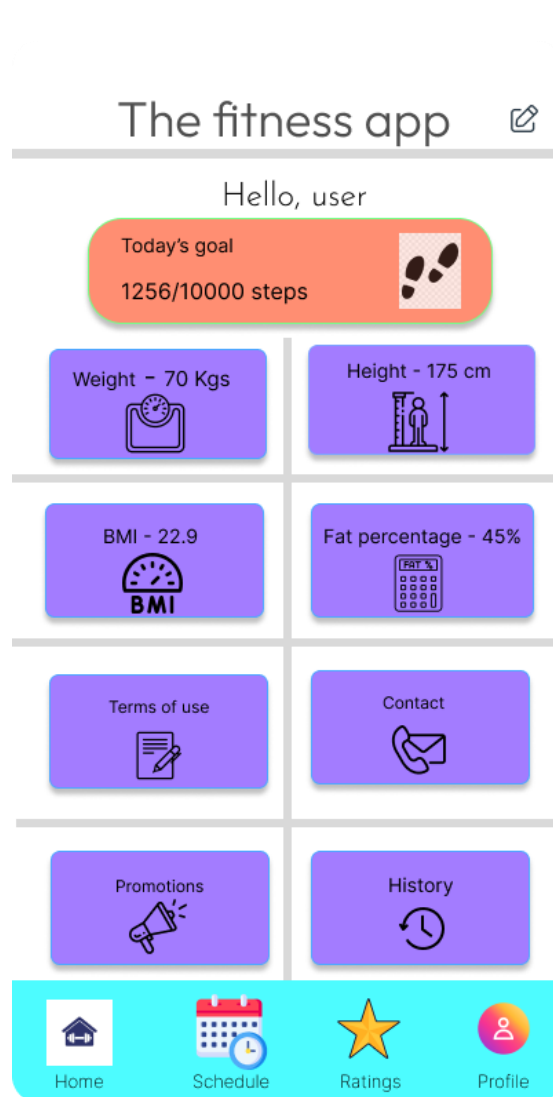 The fitness app
Hello, user
Today's goal
1256/10000 steps
Weight - 70 Kgs
Height - 175 cm
BMI - 22.9
BMI
Fat percentage - 45%
FAT %
Terms of use
Contact
Promotions
History
Home
Schedule
Ratings
Profile